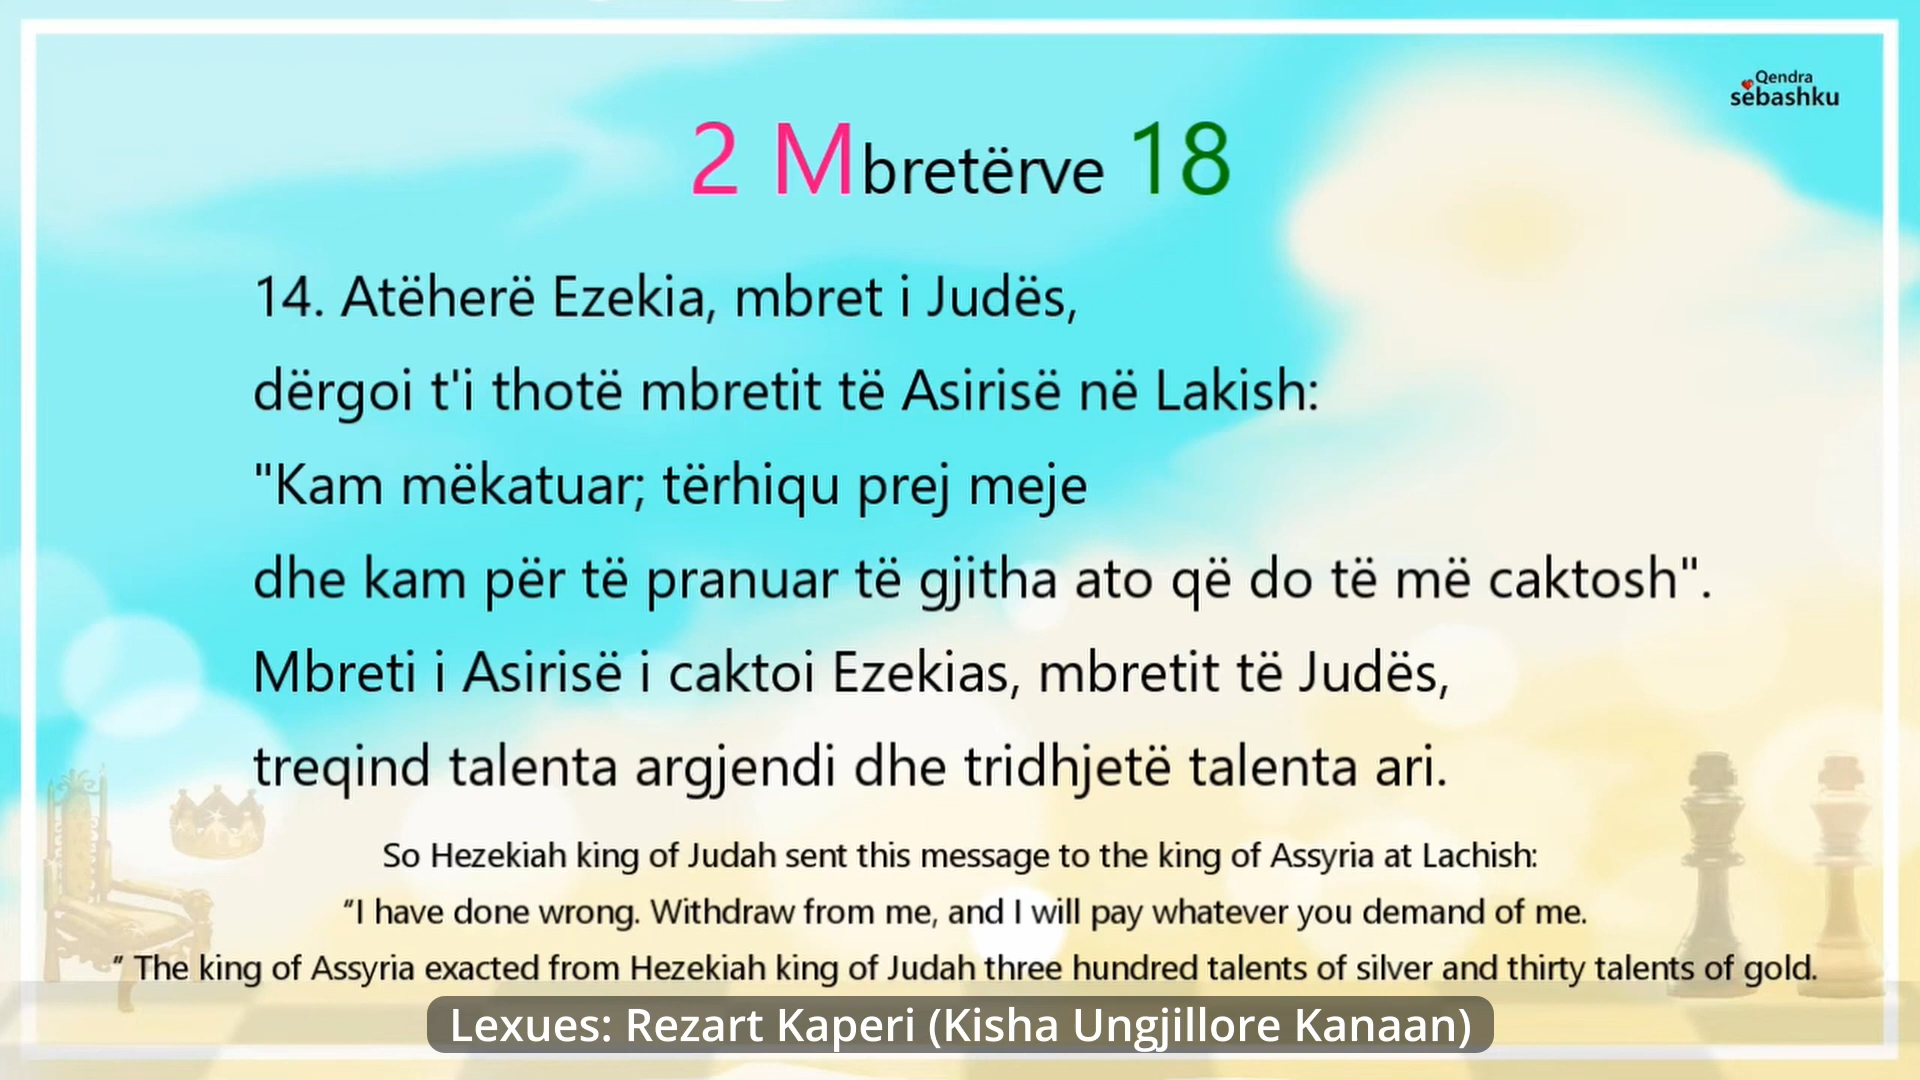 Qendra
sëbashku
2 Mbretërve 18
14. Atëherë Ezekia, mbret i Judës,
dërgoi t'i thotë mbretit të Asirisë në Lakish:
"Kam mëkatuar; tërhiqu prej meje
dhe kam për të pranuar të gjitha ato që do të më caktosh".
Mbreti i Asirisë i caktoi Ezekias, mbretit të Judës,
treqind talenta argjendi dhe tridhjetë talenta ari.
So Hezekiah king of Judah sent this message to the king of Assyria at Lachish:
“I have done wrong. Withdraw from me, and I will pay whatever you demand of me.
” The king of Assyria exacted from Hezekiah king of Judah three hundred talents of silver and thirty talents of gold.
Lexues: Rezart Kaperi (Kisha Ungjillore Kanaan)